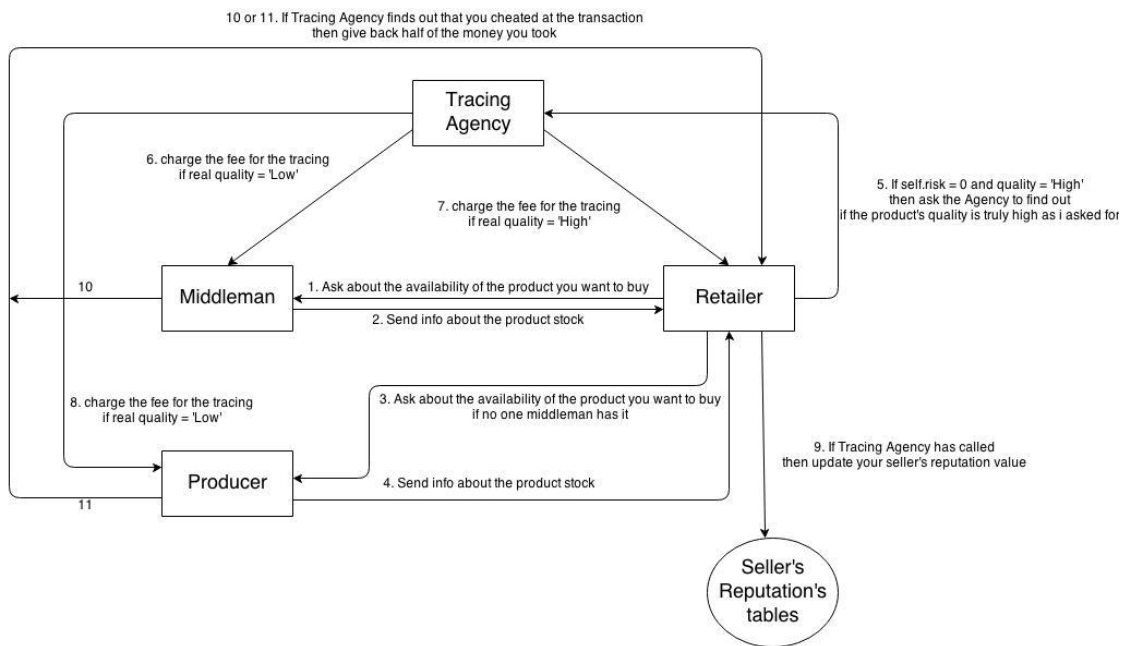 10 or 11. If Tracing Agency finds out that you cheated at the transaction
then give back half of the money you took
Tracing
Agency
6. charge the fee for the tracing
if real quality = 'Low'
5. If self.risk = 0 and quality = 'High'
then ask the Agency to find out
if the product's quality is truly high as i asked for
7. charge the fee for the tracing
if real quality = 'High'
10
Middleman
1. Ask about the availability of the product you want to buy
Retailer
2. Send info about the product stock
8. charge the fee for the tracing
if real quality = 'Low'
3. Ask about the availability of the product you want to buy
if no one middleman has it
9. If Tracing Agency has called
then update your seller's reputation value
Producer
4. Send info about the product stock
11
Seller's
Reputation's
tables